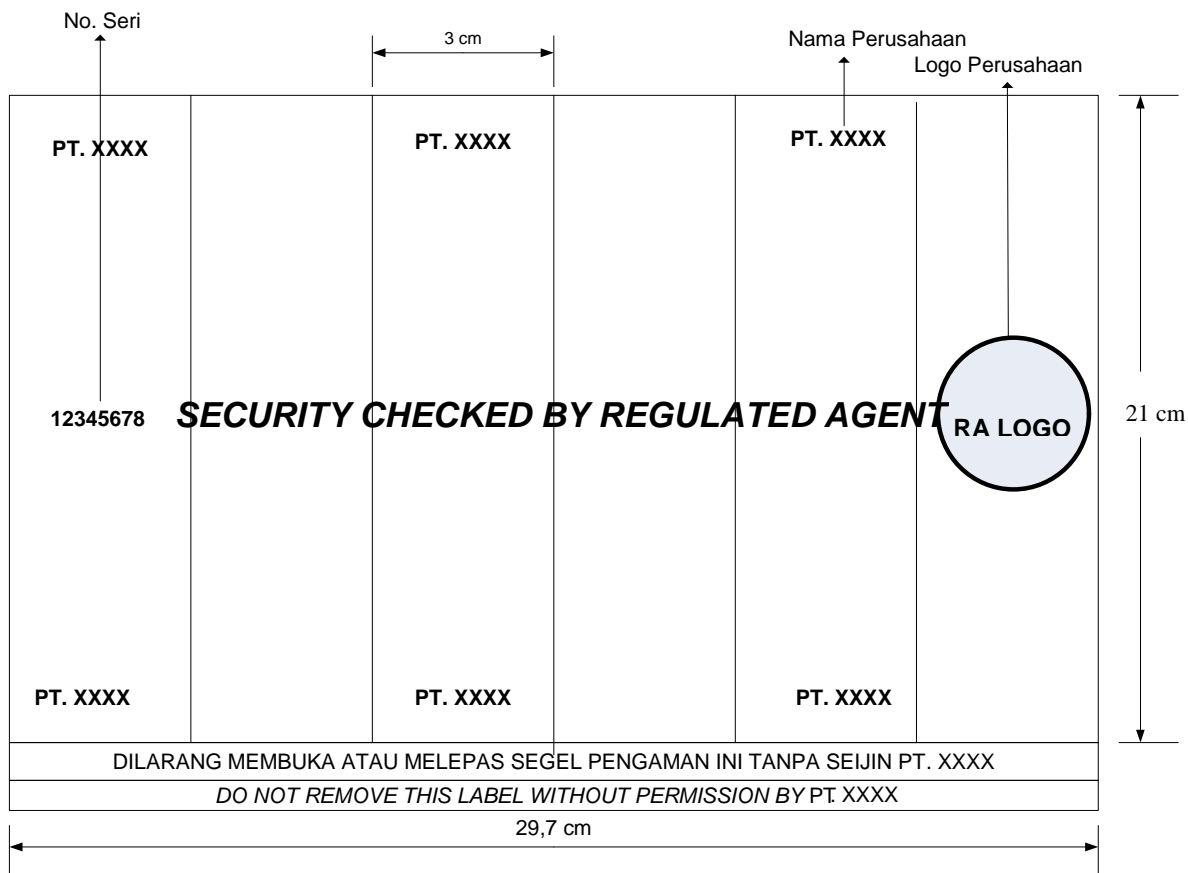 No. Seri
3 cm
Nama Perusahaan
Logo Perusahaan
PT. XXXX
PT. XXXX
PT. XXXX
12345678
SECURITY CHECKED BY REGULATED AGENT
RA LOGO
21 cm
PT. XXXX
PT. XXXX
PT. XXXX
DILARANG MEMBUKA ATAU MELEPAS SEGEL PENGAMAN INI TANPA SEIJIN PT. XXXX
DO NOT REMOVE THIS LABEL WITHOUT PERMISSION BY PT. XXXX
29,7 cm